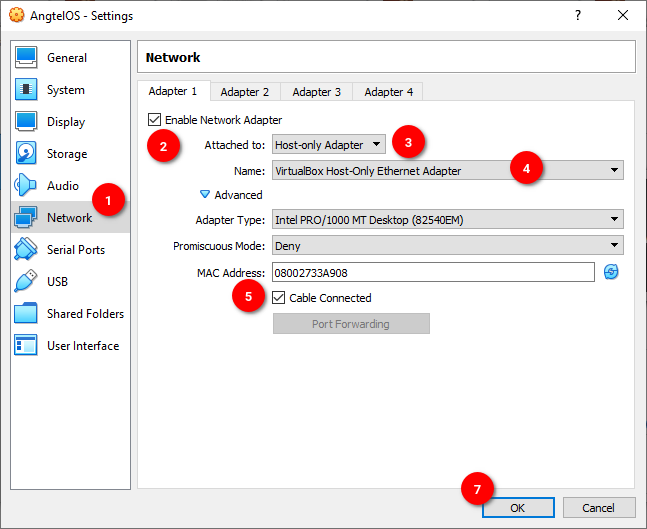 AngtelOS - Settings
?
General
System
Display
Storage
Audio
Network
Serial Ports
USB
Shared Folders
User Interface
1
Network
Adapter 1 Adapter 2 Adapter 3 Adapter 4
Enable Network Adapter
2 Attached to: Host-only Adapter 3
Name: VirtualBox Host-Only Ethernet Adapter 4
Advanced
Adapter Type: Intel PRO/1000 MT Desktop (82540EM)
Promiscuous Mode: Deny
MAC Address: 08002733A908
5 Cable Connected
Port Forwarding
7 OK Cancel